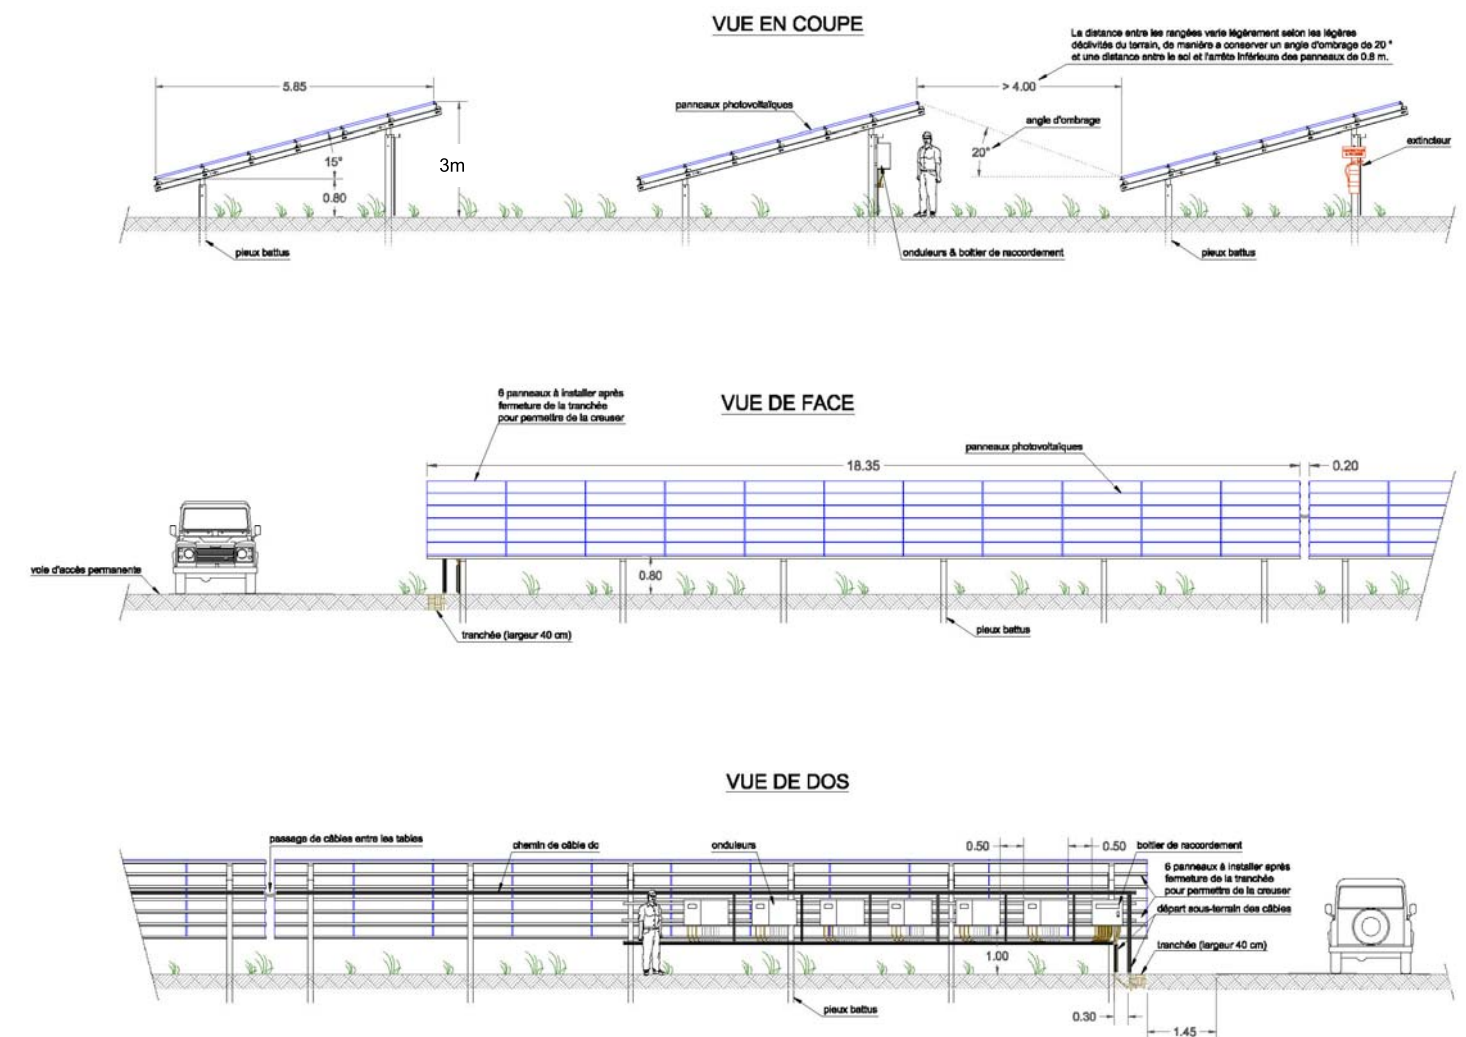 VUE EN COUPE
La distance entre les rangées varie légèrement selon les légères
déclivités du terrain, de manière a conserver un angle d'ombrage de 20 °
et une distance entre le sol et l'arrête inférieure des panneaux de 0.8 m.
5.85
> 4.00
panneaux photovoltaïques
angle d'ombrage
extincteur
15°
3m
20°
0.80
pieux battus
onduleurs & boîtier de raccordement
pieux battus
VUE DE FACE
6 panneaux à installer après
fermeture de la tranchée
pour permettre de la creuser
panneaux photovoltaïques
18.35
0.20
voie d'accès permanente
0.80
tranchée (largeur 40 cm)
pieux battus
VUE DE DOS
passage de câbles entre les tables
chemin de câble dc
onduleurs
0.50
0.50
boîtier de raccordement
6 panneaux à installer après
fermeture de la tranchée
pour permettre de la creuser
départ sous-terrain des câbles
tranchée (largeur 40 cm)
1.00
pieux battus
0.30
1.45